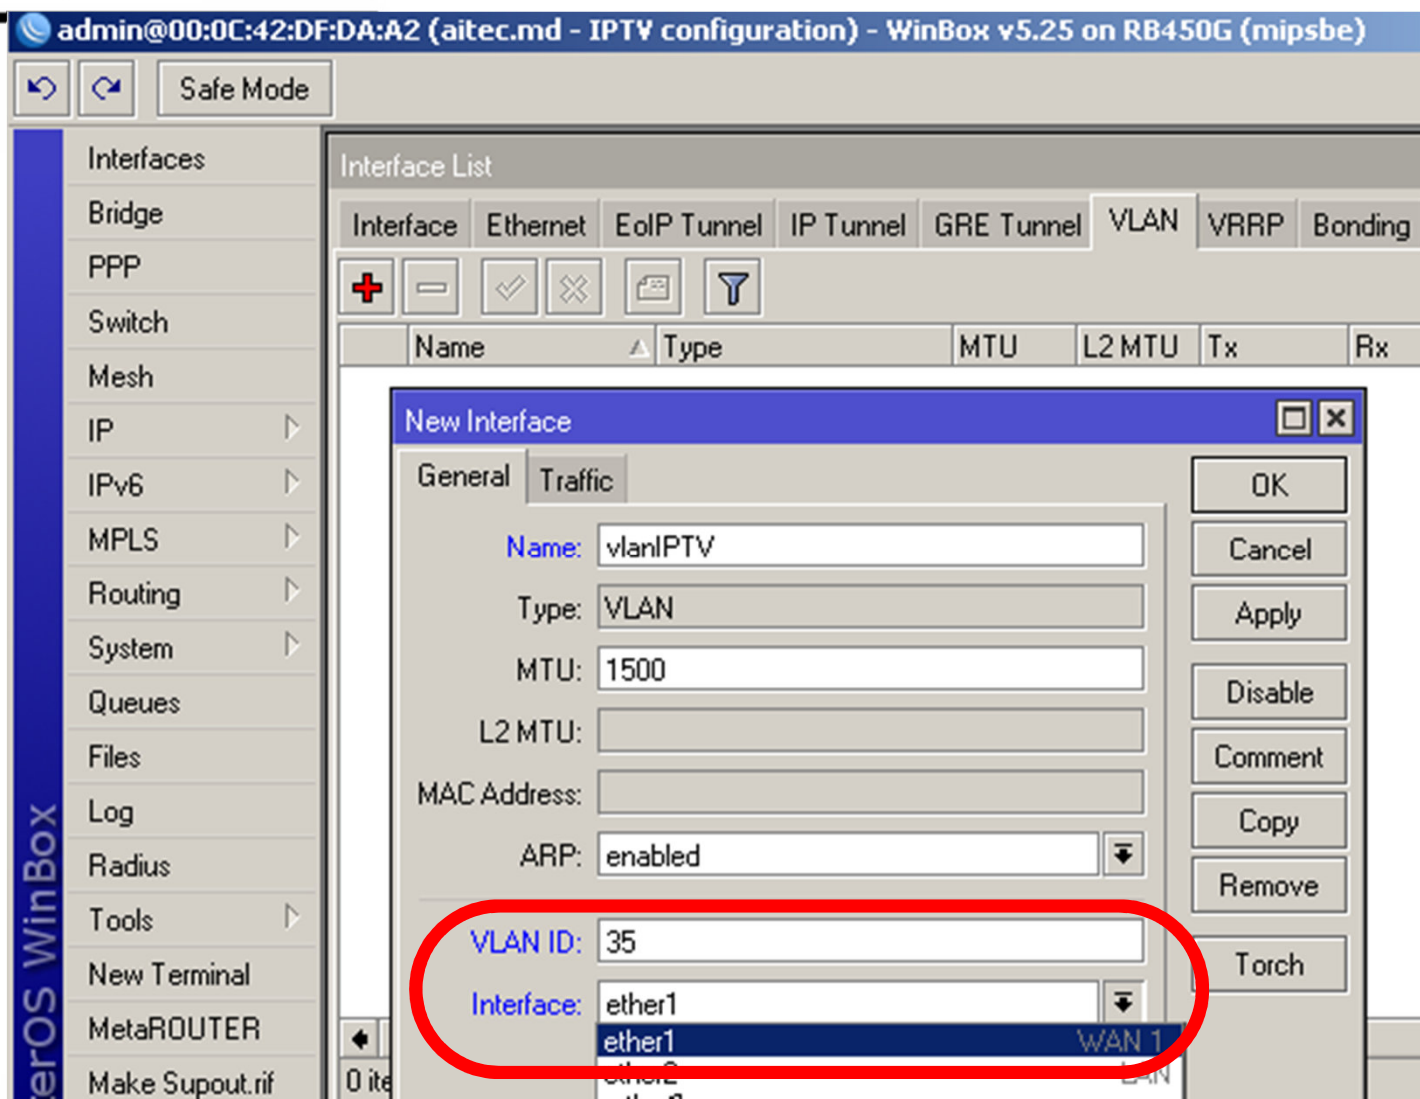 admin@00:0C:42:DF:DA:A2 (aitec.md - IPTV configuration) - WinBox v5.25 on RB450G (mipsbe)
Safe Mode
Interfaces
Bridge
PPP
Switch
Mesh
IP
IPv6
MPLS
Routing
System
Queues
Files
Log
Radius
Tools
New Terminal
MetaROUTER
Make Supout.rif
WinBox
Interface List
Interface Ethernet EoIP Tunnel IP Tunnel GRE Tunnel VLAN VRRP Bonding
Name Type MTU L2 MTU Tx Rx
New Interface
General Traffic
Name: vlanIPTV
Type: VLAN
MTU: 1500
L2 MTU:
MAC Address:
ARP: enabled
VLAN ID: 35
Interface: ether1
ether1 WAN 1
ether2 LAN
OK
Cancel
Apply
Disable
Comment
Copy
Remove
Torch